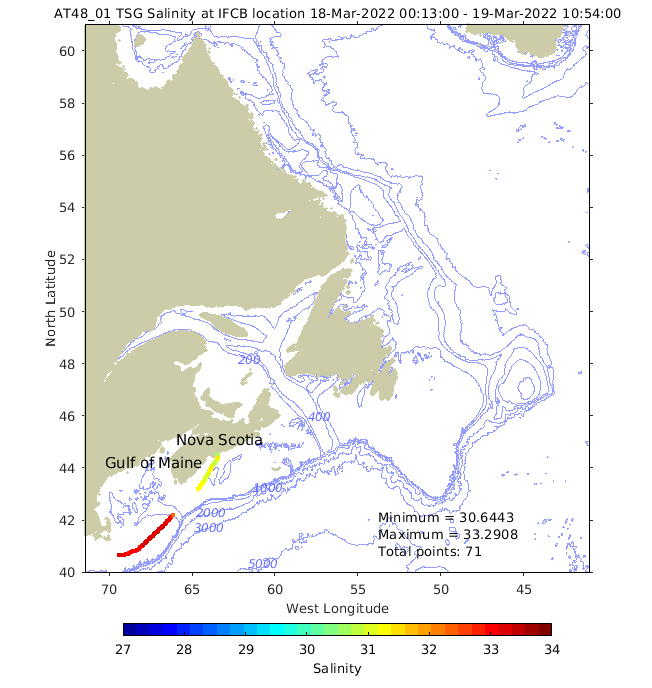 AT48_01 TSG Salinity at IFCB location 18-Mar-2022 00:13:00 - 19-Mar-2022 10:54:00
60
58
56
54
52
50
48
46
44
42
40
North Latitude
200
400
Nova Scotia
Gulf of Maine
1000
2000
3000
5000
Minimum = 30.6443
Maximum = 33.2908
Total points: 71
70 65 60 55 50 45
West Longitude
27 28 29 30 31 32 33 34
Salinity